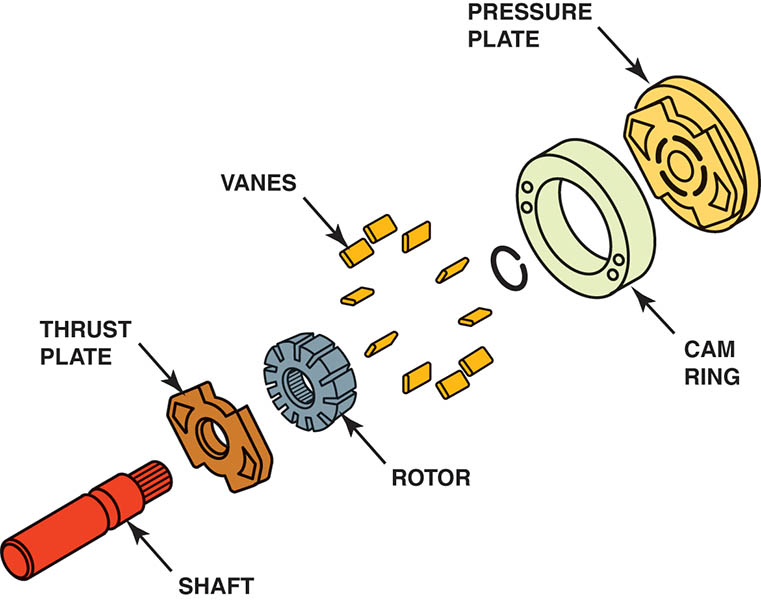 PRESSURE
PLATE
VANES
THRUST
PLATE
CAM
RING
ROTOR
SHAFT